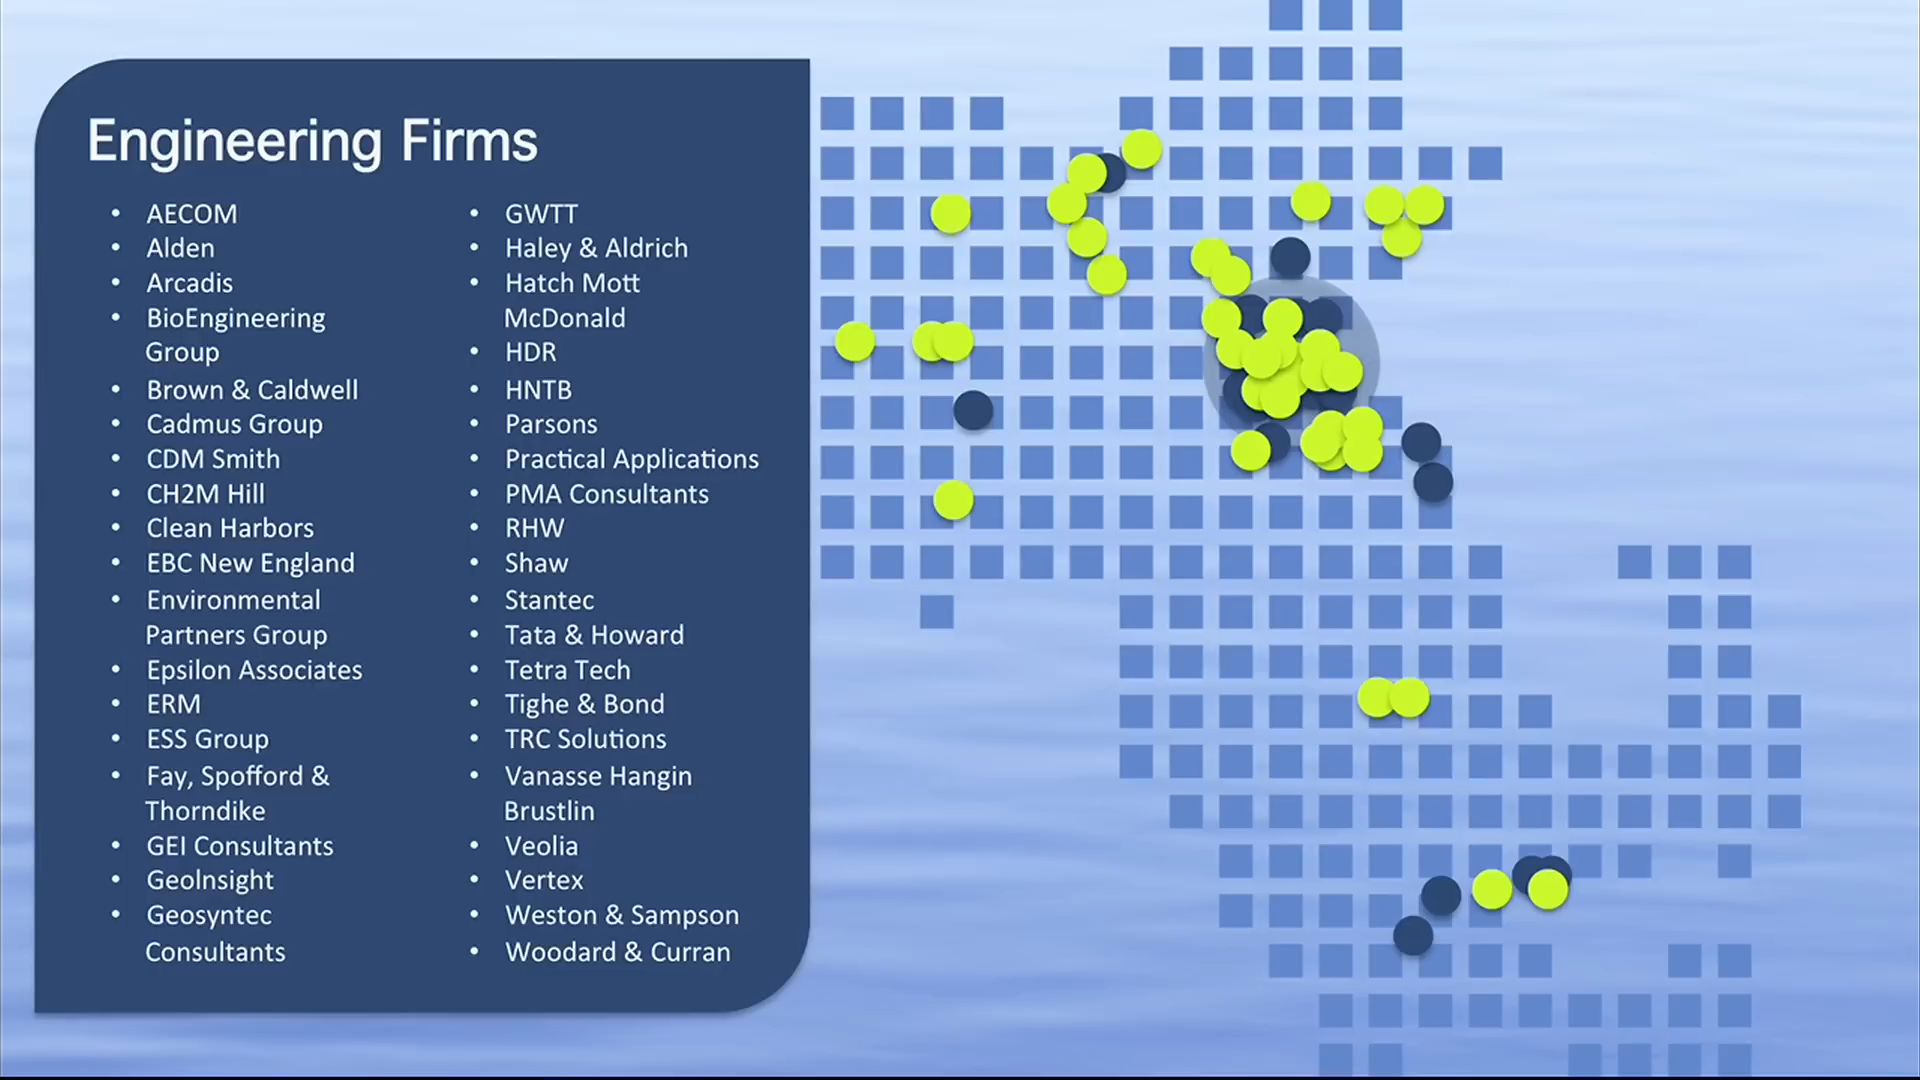 Engineering Firms
• AECOM
• Alden
• Arcadis
• BioEngineering
Group
• Brown & Caldwell
• Cadmus Group
• CDM Smith
• CH2M Hill
• Clean Harbors
• EBC New England
• Environmental
Partners Group
• Epsilon Associates
• ERM
• ESS Group
• Fay, Spofford &
Thorndike
• GEI Consultants
• GeoInsight
• Geosyntec
Consultants
• GWTT
• Haley & Aldrich
• Hatch Mott
McDonald
• HDR
• HNTB
• Parsons
• Practical Applications
• PMA Consultants
• RHW
• Shaw
• Stantec
• Tata & Howard
• Tetra Tech
• Tighe & Bond
• TRC Solutions
• Vanasse Hangin
Brustlin
• Veolia
• Vertex
• Weston & Sampson
• Woodard & Curran